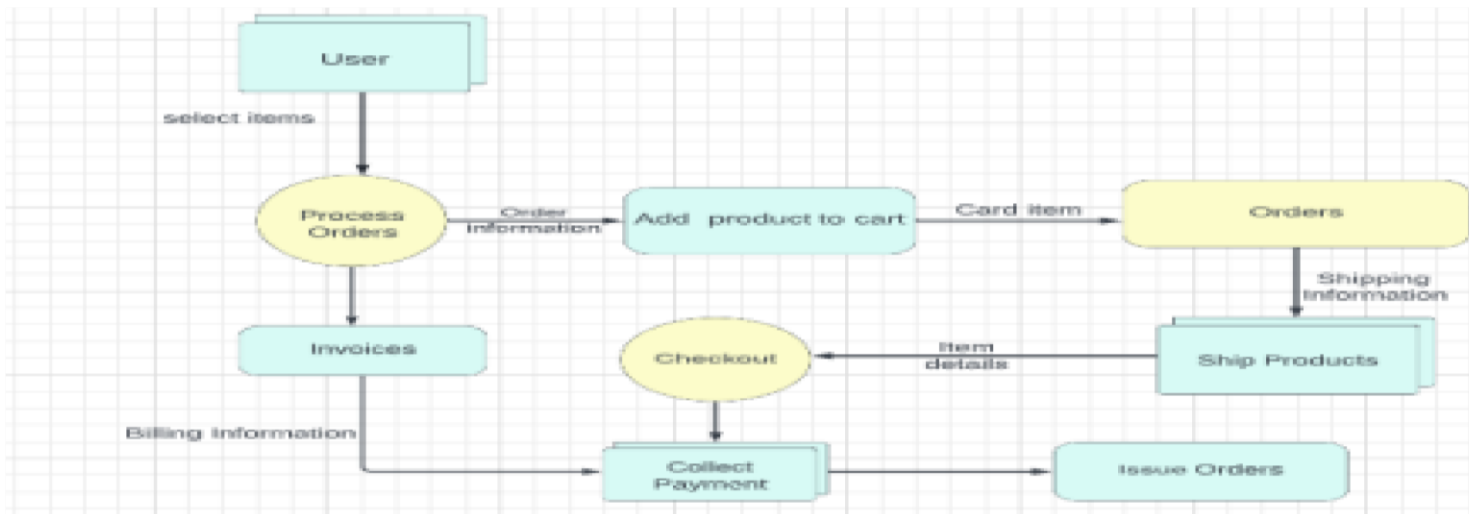 User
select items
Process
Orders
Order
information
Add product to cart
Card item
Orders
Shipping
Information
Invoices
Checkout
Item
details
Ship Products
Billing Information
Collect
Payment
Issue Orders